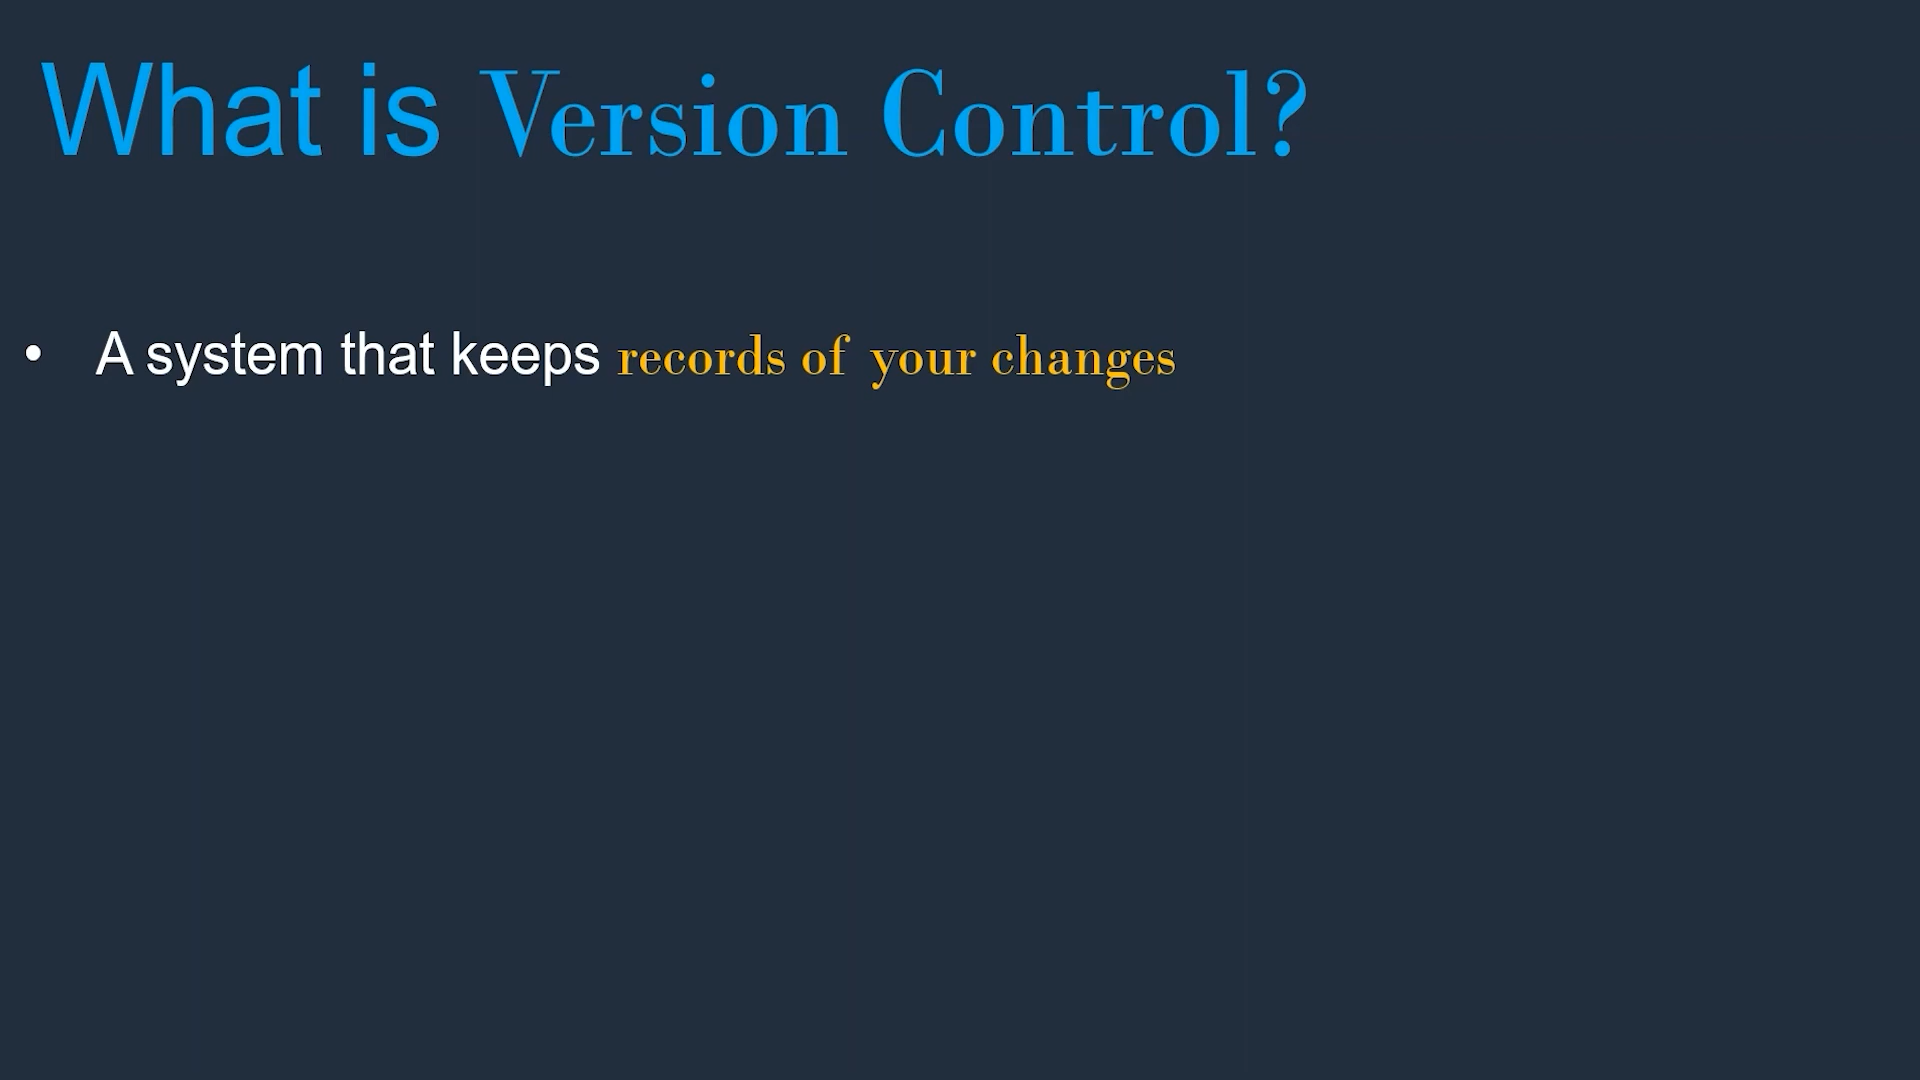 What is Version Control?
• A system that keeps records of your changes